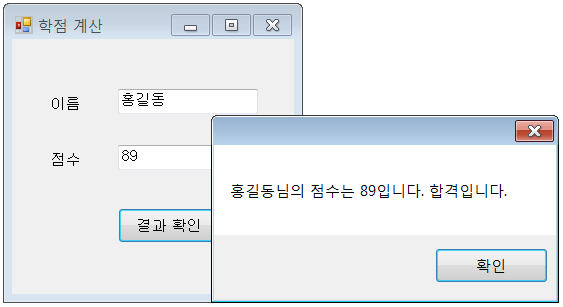 학점 계산
이름
홍길동
점수
89
결과 확인
홍길동님의 점수는 89입니다. 합격입니다.
확인